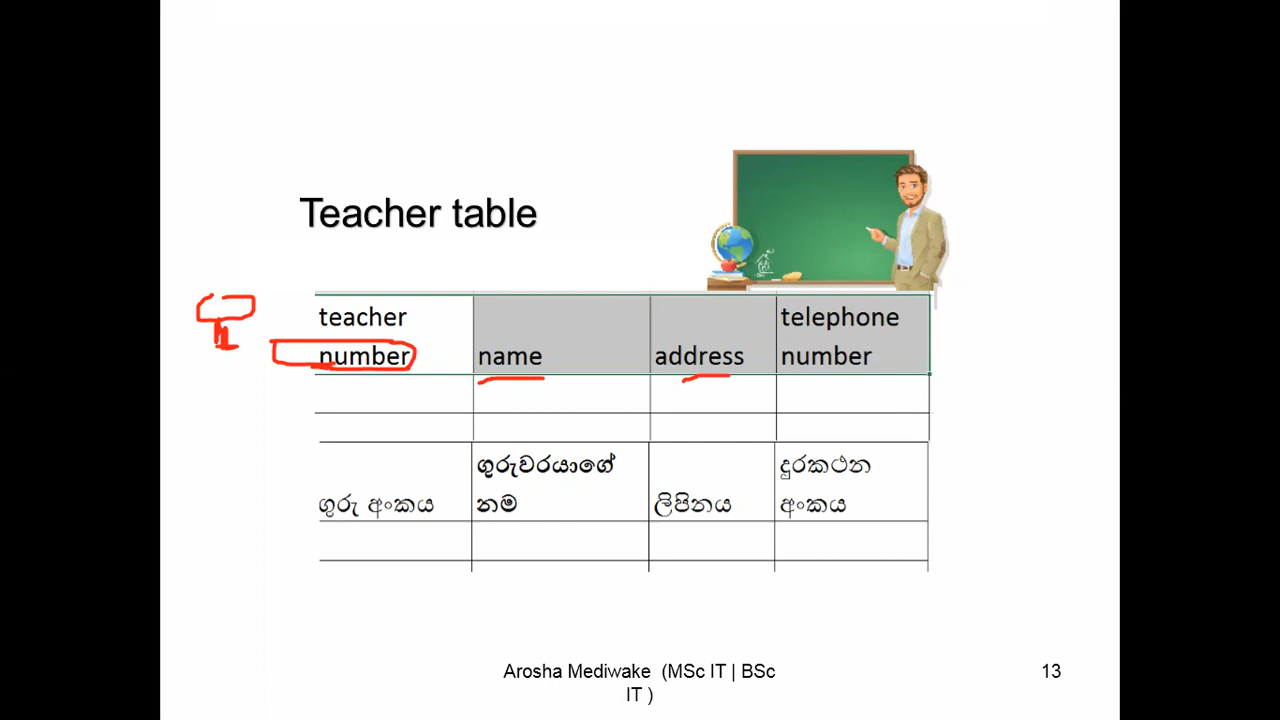 Teacher table
teacher number
name
address
telephone number
ගුරු අංකය
ගුරුවරයාගේ නම
ලිපිනය
දුරකථන අංකය
Arosha Mediwake (MSc IT | BSc
IT )
13